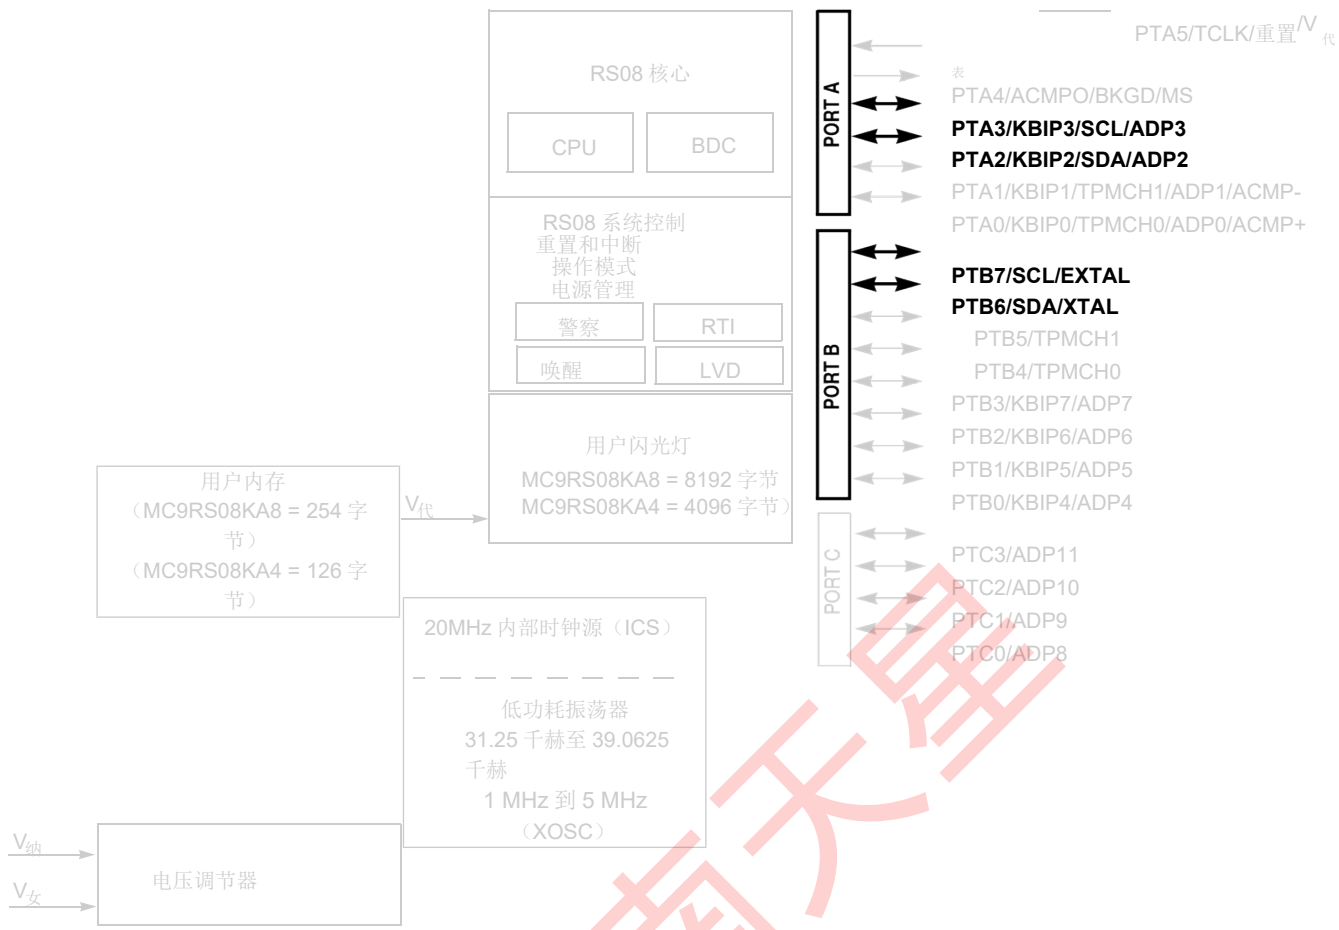 PTA5/TCLK/重置/V代
表
RS08 核心
CPU
BDC
PORT A
PTA4/ACMPO/BKGD/MS
PTA3/KBIP3/SCL/ADP3
PTA2/KBIP2/SDA/ADP2
PTA1/KBIP1/TPMCH1/ADP1/ACMP-
PTA0/KBIP0/TPMCH0/ADP0/ACMP+
RS08 系统控制
重置和中断
操作模式
电源管理
警察
RTI
唤醒
LVD
PORT B
PTB7/SCL/EXTAL
PTB6/SDA/XTAL
PTB5/TPMCH1
PTB4/TPMCH0
PTB3/KBIP7/ADP7
PTB2/KBIP6/ADP6
PTB1/KBIP5/ADP5
PTB0/KBIP4/ADP4
用户闪光灯
MC9RS08KA8 = 8192 字节
MC9RS08KA4 = 4096 字节）
用户内存
（MC9RS08KA8 = 254 字
节）
（MC9RS08KA4 = 126 字
节）
V代
PORT C
PTC3/ADP11
PTC2/ADP10
PTC1/ADP9
PTC0/ADP8
20MHz 内部时钟源（ICS）
低功耗振荡器
31.25 千赫至 39.0625
千赫
1 MHz 到 5 MHz
（XOSC）
V纳
V女
电压调节器
天星